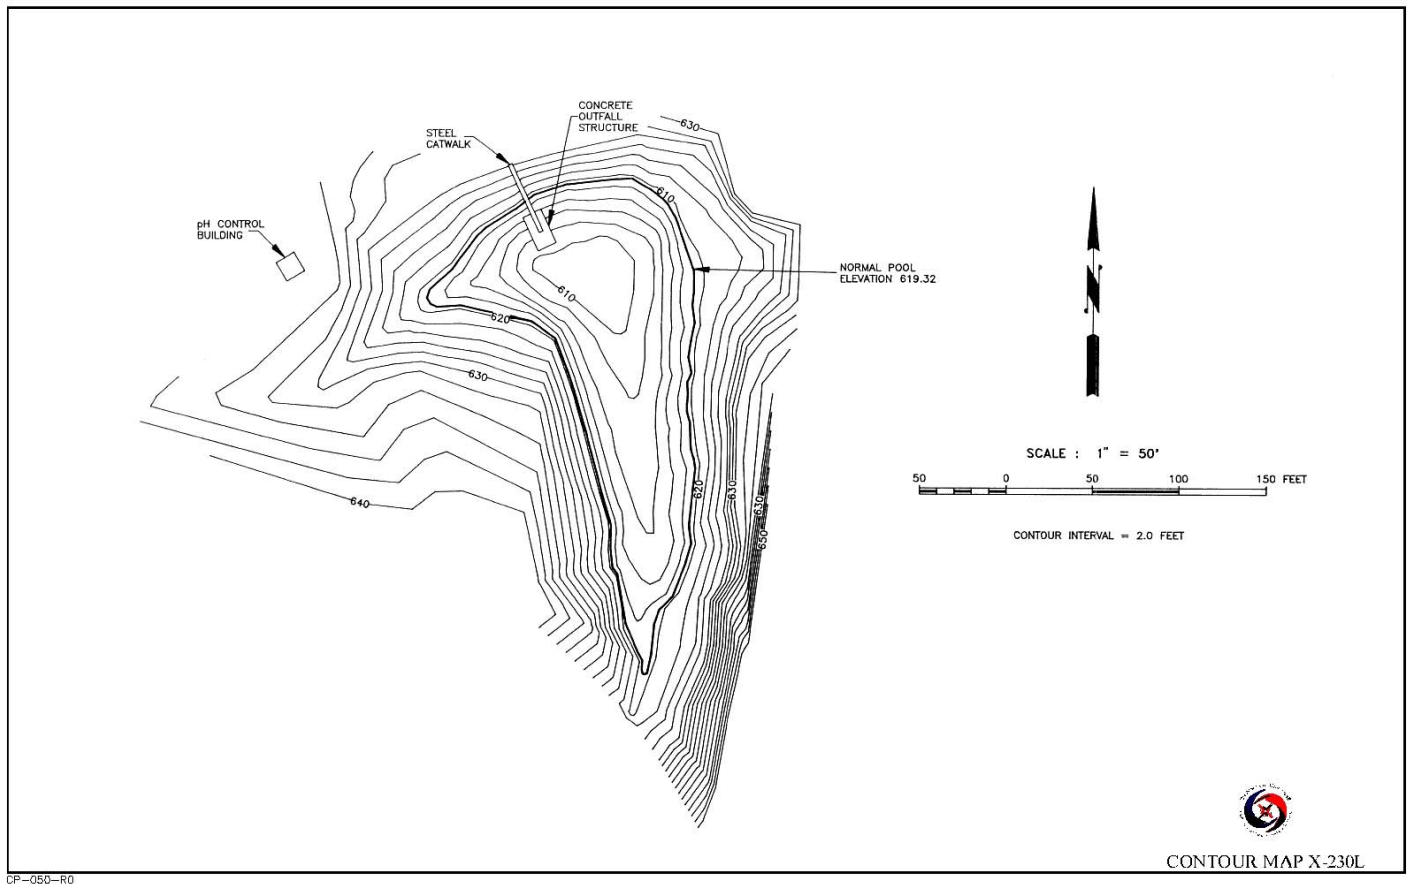 CONCRETE
OUTFALL
STRUCTURE
STEEL
CATWALK
630
610
pH CONTROL
BUILDING
NORMAL POOL
ELEVATION 619.32
610
620
630
N
SCALE : 1" = 50'
50 0 50 100 150 FEET
640
620
630
630
650
CONTOUR INTERVAL = 2.0 FEET
CONTOUR MAP X-230L
CP-050-R0